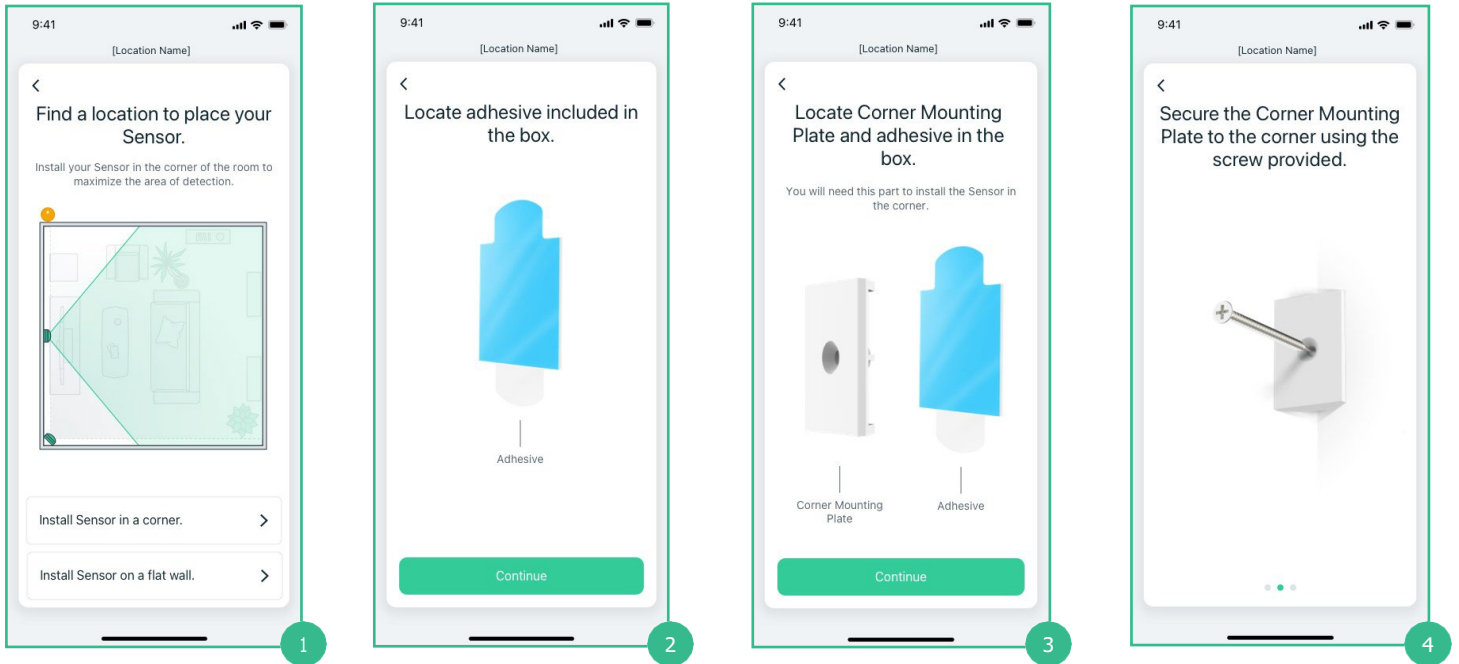 9:41
[Location Name]
Find a location to place your
Sensor.
Install your Sensor in the corner of the room to
maximize the area of detection.
Install Sensor in a corner.
Install Sensor on a flat wall.
1
9:41
[Location Name]
Locate adhesive included in
the box.
Adhesive
Continue
2
9:41
[Location Name]
Locate Corner Mounting
Plate and adhesive in the
box.
You will need this part to install the Sensor in
the corner.
Corner Mounting
Plate
Adhesive
Continue
3
9:41
[Location Name]
Secure the Corner Mounting
Plate to the corner using the
screw provided.
4